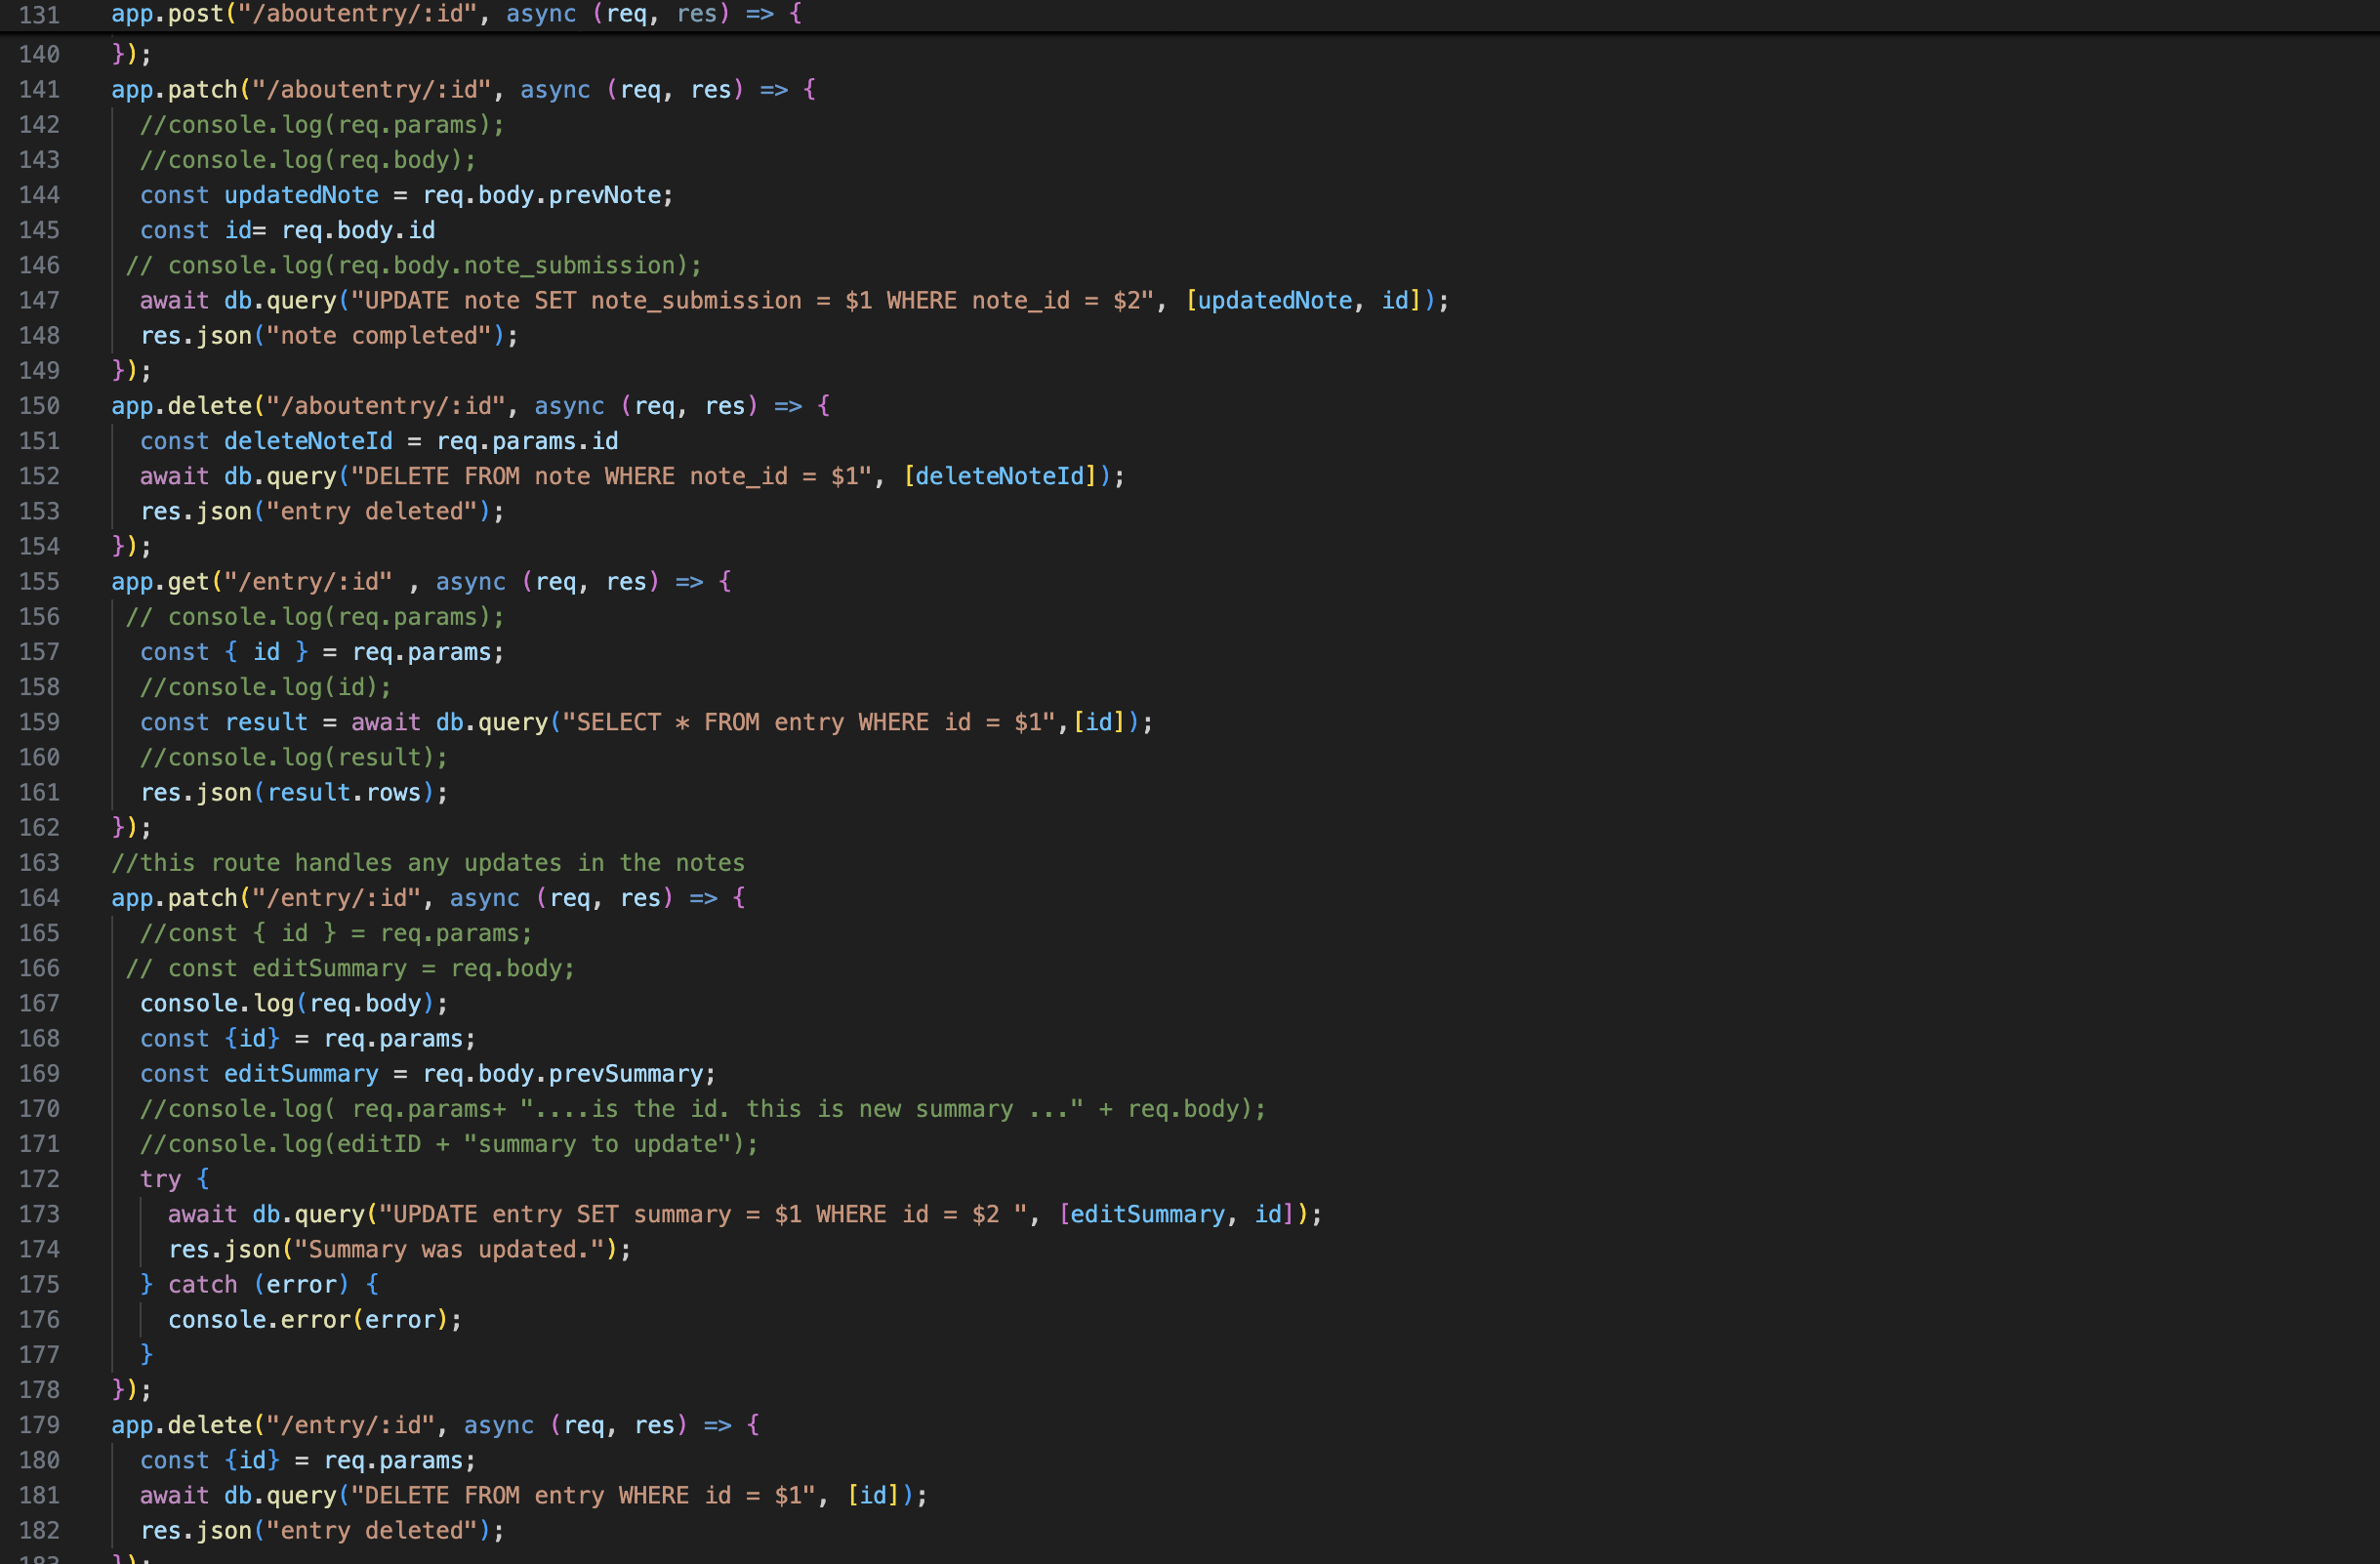 131 app.post("/aboutentry/:id", async (req, res) => {
140 });
141 app.patch("/aboutentry/:id", async (req, res) => {
142   //console.log(req.params);
143   //console.log(req.body);
144   const updatedNote = req.body.prevNote;
145   const id= req.body.id
146  // console.log(req.body.note_submission);
147   await db.query("UPDATE note SET note_submission = $1 WHERE note_id = $2", [updatedNote, id]);
148   res.json("note completed");
149 });
150 app.delete("/aboutentry/:id", async (req, res) => {
151   const deleteNoteId = req.params.id
152   await db.query("DELETE FROM note WHERE note_id = $1", [deleteNoteId]);
153   res.json("entry deleted");
154 });
155 app.get("/entry/:id" , async (req, res) => {
156  // console.log(req.params);
157   const { id } = req.params;
158   //console.log(id);
159   const result = await db.query("SELECT * FROM entry WHERE id = $1",[id]);
160   //console.log(result);
161   res.json(result.rows);
162 });
163 //this route handles any updates in the notes
164 app.patch("/entry/:id", async (req, res) => {
165   //const { id } = req.params;
166  // const editSummary = req.body;
167   console.log(req.body);
168   const {id} = req.params;
169   const editSummary = req.body.prevSummary;
170   //console.log( req.params+ "....is the id. this is new summary ..." + req.body);
171   //console.log(editID + "summary to update");
172   try {
173     await db.query("UPDATE entry SET summary = $1 WHERE id = $2 ", [editSummary, id]);
174     res.json("Summary was updated.");
175   } catch (error) {
176     console.error(error);
177   }
178 });
179 app.delete("/entry/:id", async (req, res) => {
180   const {id} = req.params;
181   await db.query("DELETE FROM entry WHERE id = $1", [id]);
182   res.json("entry deleted");
183 });